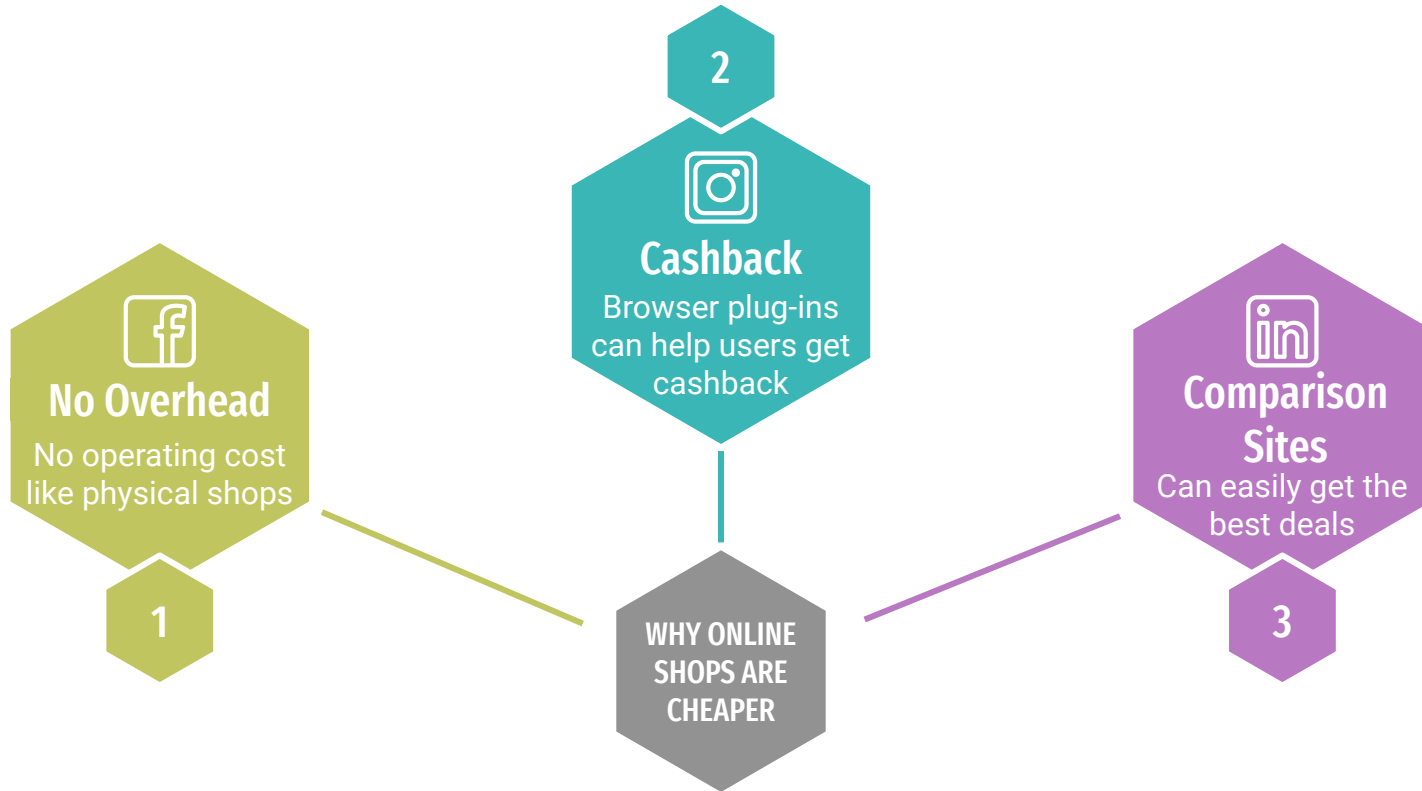 1
No Overhead
No operating cost
like physical shops
2
Cashback
Browser plug-ins
can help users get
cashback
3
Comparison
Sites
Can easily get the
best deals
WHY ONLINE
SHOPS ARE
CHEAPER
f
in